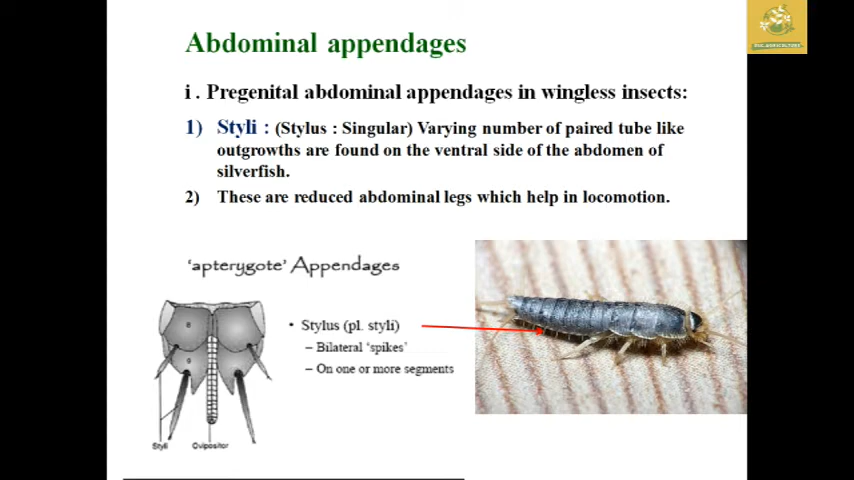 Abdominal appendages
i . Pregenital abdominal appendages in wingless insects:
1) Styli : (Stylus : Singular) Varying number of paired tube like
outgrowths are found on the ventral side of the abdomen of
silverfish.
2) These are reduced abdominal legs which help in locomotion.
'apterygote' Appendages
• Stylus (pl. styli)
– Bilateral 'spikes'
– On one or more segments
8
9
Styli
Ovipositor